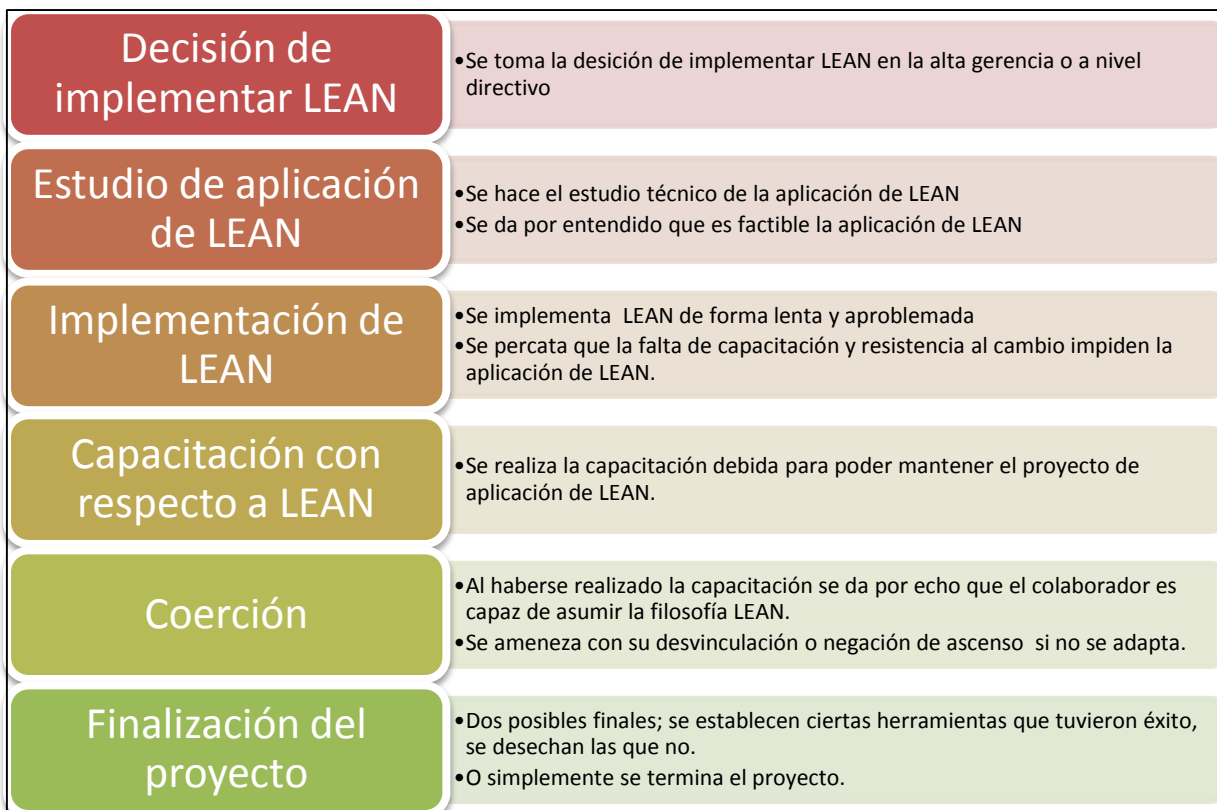 Decisión de
implementar LEAN
•Se toma la desición de implementar LEAN en la alta gerencia o a nivel
directivo
Estudio de aplicación
de LEAN
•Se hace el estudio técnico de la aplicación de LEAN
•Se da por entendido que es factible la aplicación de LEAN
Implementación de
LEAN
•Se implementa LEAN de forma lenta y aproblemada
•Se percata que la falta de capacitación y resistencia al cambio impiden la
aplicación de LEAN.
Capacitación con
respecto a LEAN
•Se realiza la capacitación debida para poder mantener el proyecto de
aplicación de LEAN.
Coerción
•Al haberse realizado la capacitación se da por echo que el colaborador es
capaz de asumir la filosofía LEAN.
•Se ameneza con su desvinculación o negación de ascenso si no se adapta.
Finalización del
proyecto
•Dos posibles finales; se establecen ciertas herramientas que tuvieron éxito,
se desechan las que no.
•O simplemente se termina el proyecto.